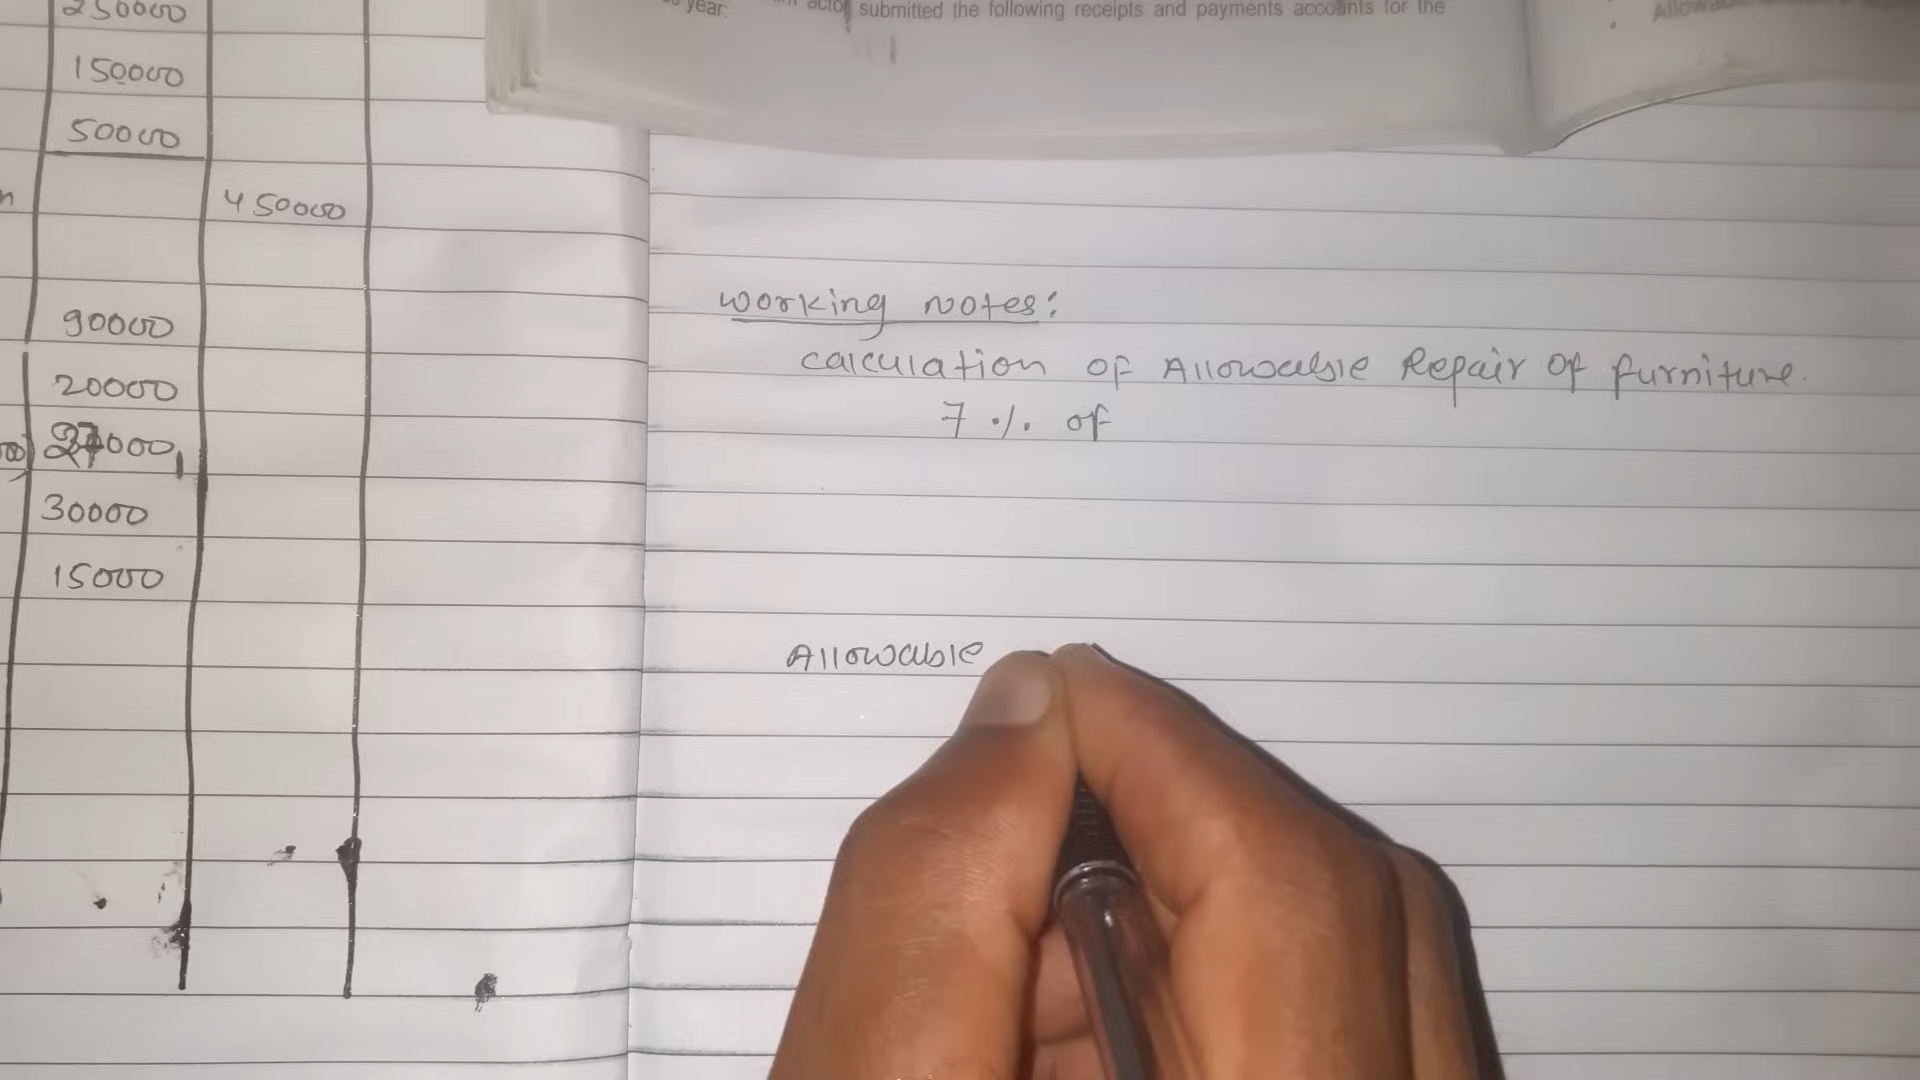 year:
submitted the following receipts and payments accounts for the
250000
150000
50000
450000
90000
20000
000
30000
15000
working notes:
calculation of Allowable Repair of furniture.
7 % of
Allowable